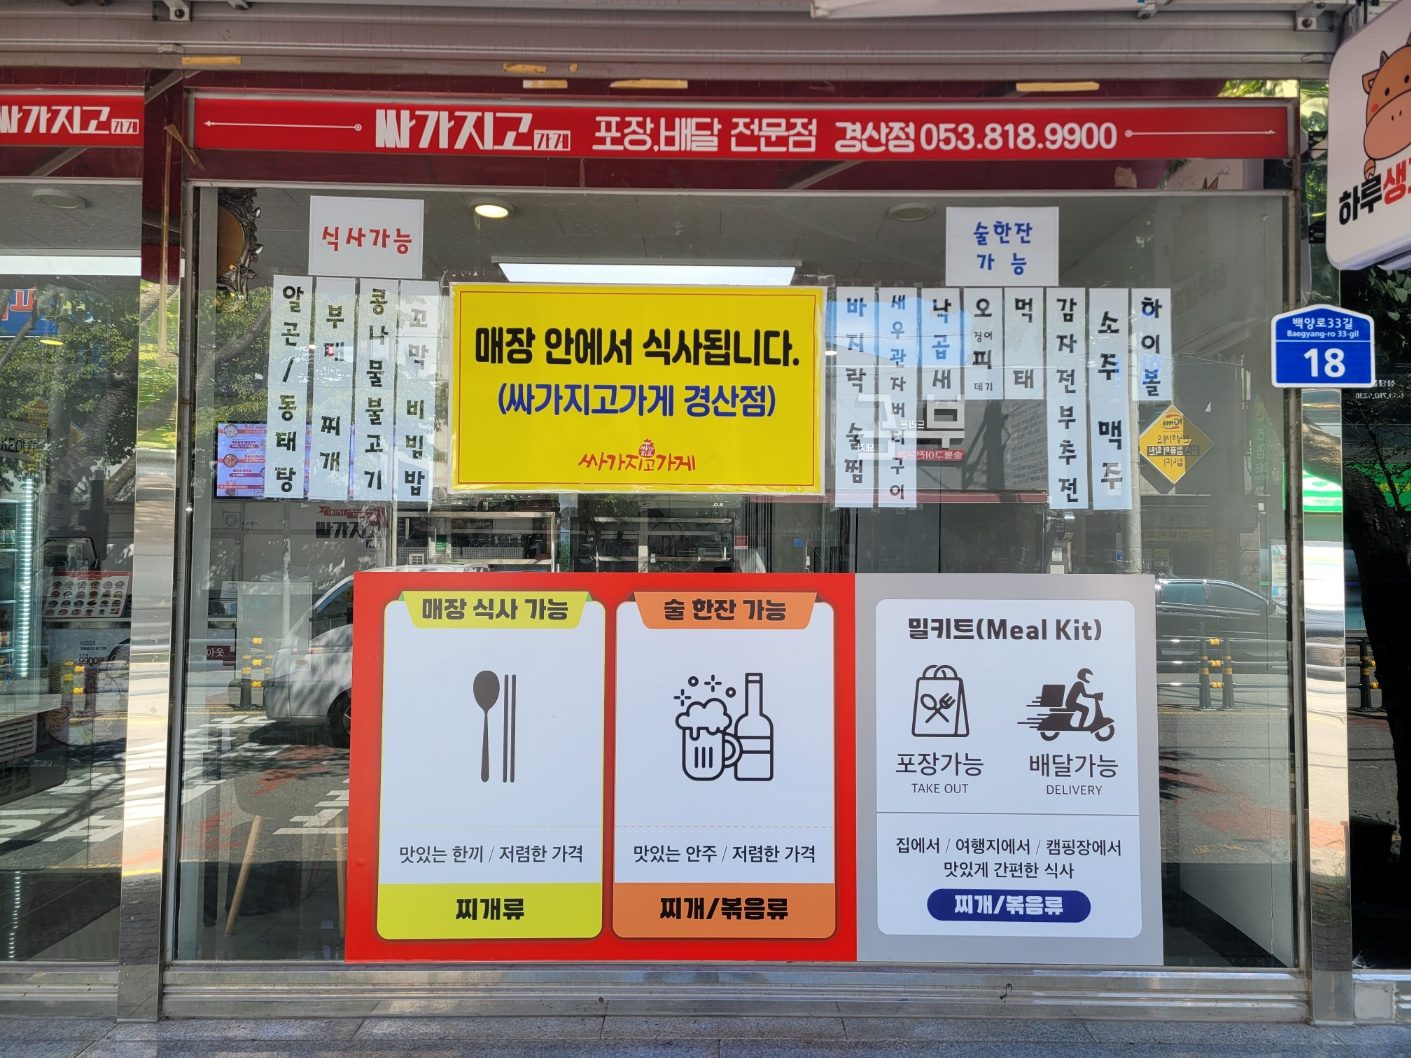 싸가지고 가게
싸가지고 가게 포장,배달 전문점 경산점 053.818.9900
하루
백양로33길
Baegyang-ro 33-gil
18
식사가능
알곤/동태탕
부대찌개
콩나물불고기
꼬막비빔밥
매장 안에서 식사됩니다.
(싸가지고가게 경산점)
싸가지고가게
술한잔
가능
바지락술찜
새우관자버터구이
낙곱새
오징어피데기
먹태
감자전부추전
소주 맥주
하이볼
매장 식사 가능
맛있는 한끼 / 저렴한 가격
찌개류
술 한잔 가능
맛있는 안주 / 저렴한 가격
찌개/볶음류
밀키트(Meal Kit)
포장가능
TAKE OUT
배달가능
DELIVERY
집에서 / 여행지에서 / 캠핑장에서
맛있게 간편한 식사
찌개/볶음류